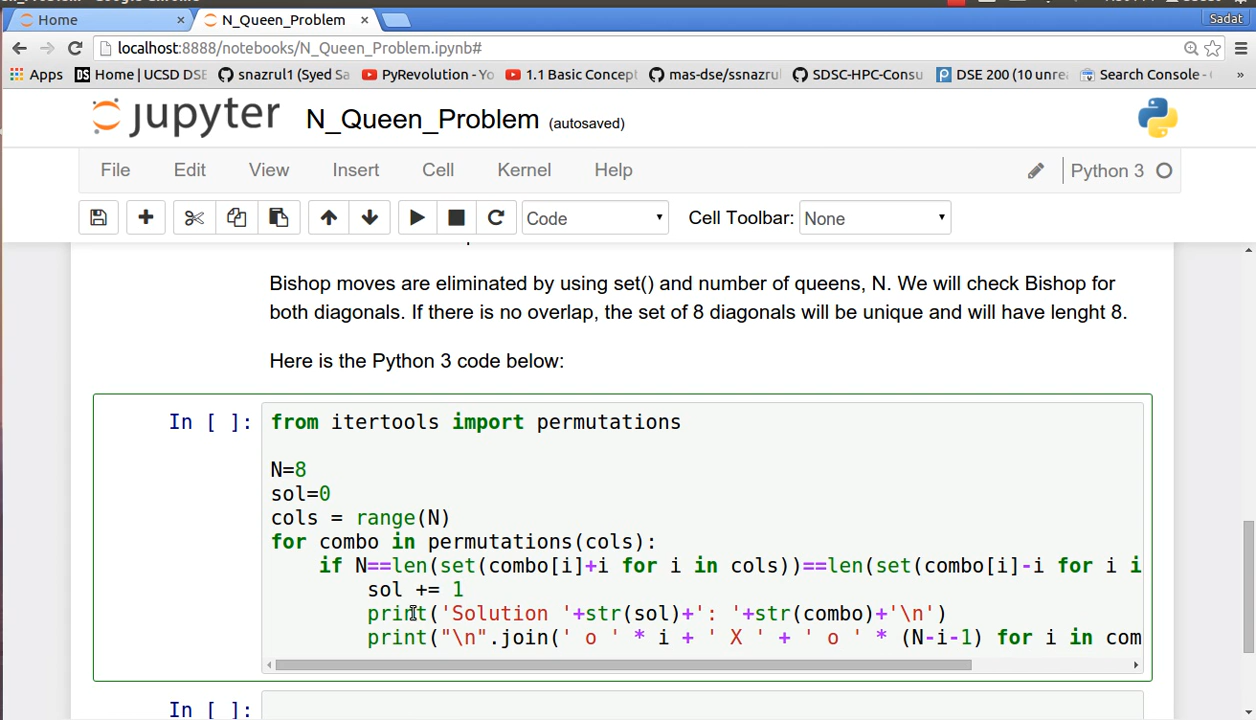 Home × N_Queen_Problem × Sadat
localhost:8888/notebooks/N_Queen_Problem.ipynb#
Apps DS Home | UCSD DSE snazrul1 (Syed Sa PyRevolution - Yo 1.1 Basic Concept mas-dse/ssnazrul SDSC-HPC-Consu P DSE 200 (10 unre Search Console - »
jupyter N_Queen_Problem (autosaved)
File Edit View Insert Cell Kernel Help Python 3
Code Cell Toolbar: None
Bishop moves are eliminated by using set() and number of queens, N. We will check Bishop for
both diagonals. If there is no overlap, the set of 8 diagonals will be unique and will have lenght 8.
Here is the Python 3 code below:
In [ ]: from itertools import permutations
N=8
sol=0
cols = range(N)
for combo in permutations(cols):
if N==len(set(combo[i]+i for i in cols))==len(set(combo[i]-i for i i
sol += 1
print('Solution '+str(sol)+': '+str(combo)+'\n')
print("\n".join(' o ' * i + ' X ' + ' o ' * (N-i-1) for i in com
In [ ]: